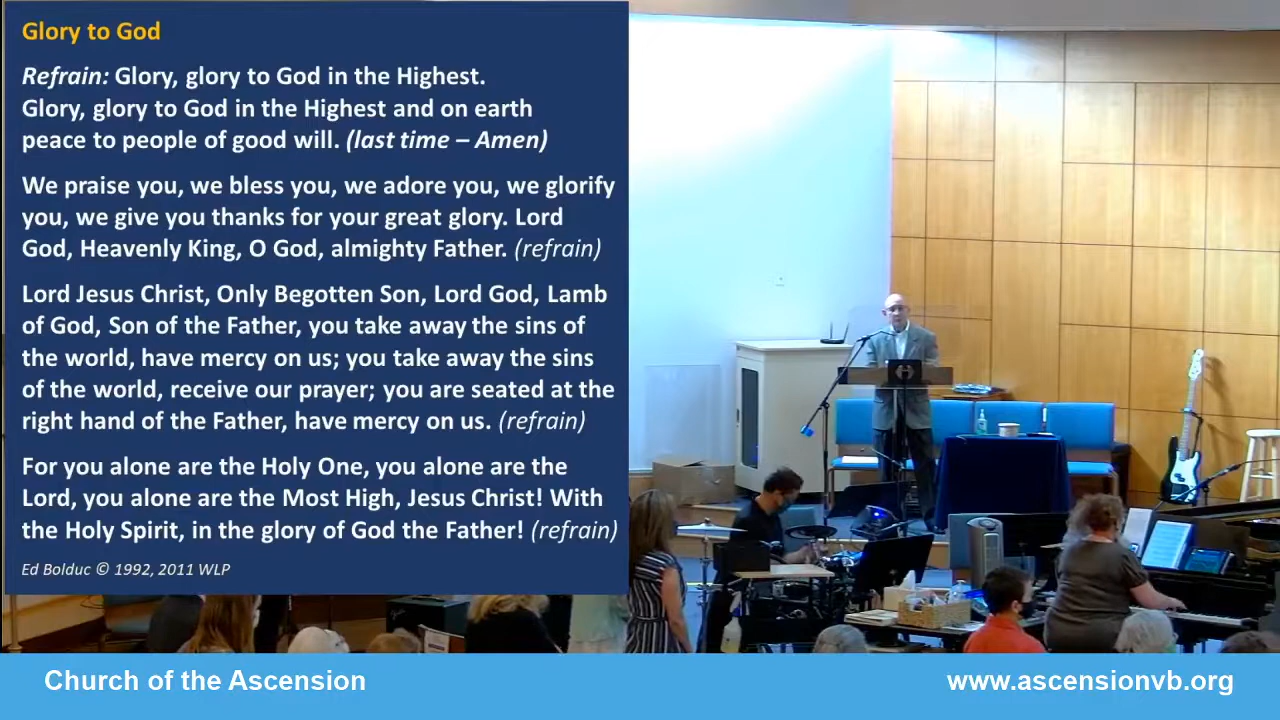 Glory to God
Refrain: Glory, glory to God in the Highest.
Glory, glory to God in the Highest and on earth
peace to people of good will. (last time – Amen)
We praise you, we bless you, we adore you, we glorify
you, we give you thanks for your great glory. Lord
God, Heavenly King, O God, almighty Father. (refrain)
Lord Jesus Christ, Only Begotten Son, Lord God, Lamb
of God, Son of the Father, you take away the sins of
the world, have mercy on us; you take away the sins
of the world, receive our prayer; you are seated at the
right hand of the Father, have mercy on us. (refrain)
For you alone are the Holy One, you alone are the
Lord, you alone are the Most High, Jesus Christ! With
the Holy Spirit, in the glory of God the Father! (refrain)
Ed Bolduc © 1992, 2011 WLP
Church of the Ascension
www.ascensionvb.org